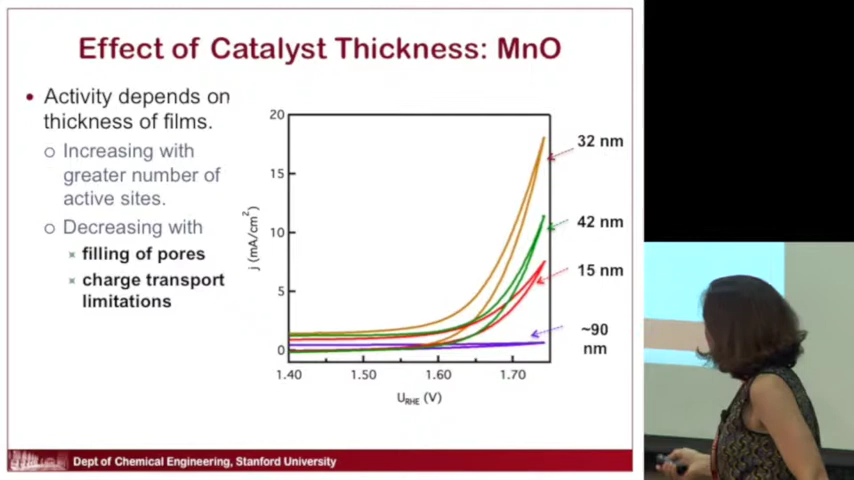 Effect of Catalyst Thickness: MnO
Activity depends on
thickness of films.
Increasing with
greater number of
active sites.
Decreasing with
filling of pores
charge transport
limitations
20
15
10
5
0
j (mA/cm²)
1.40 1.50 1.60 1.70
U_RHE (V)
32 nm
42 nm
15 nm
~90
nm
Dept of Chemical Engineering, Stanford University